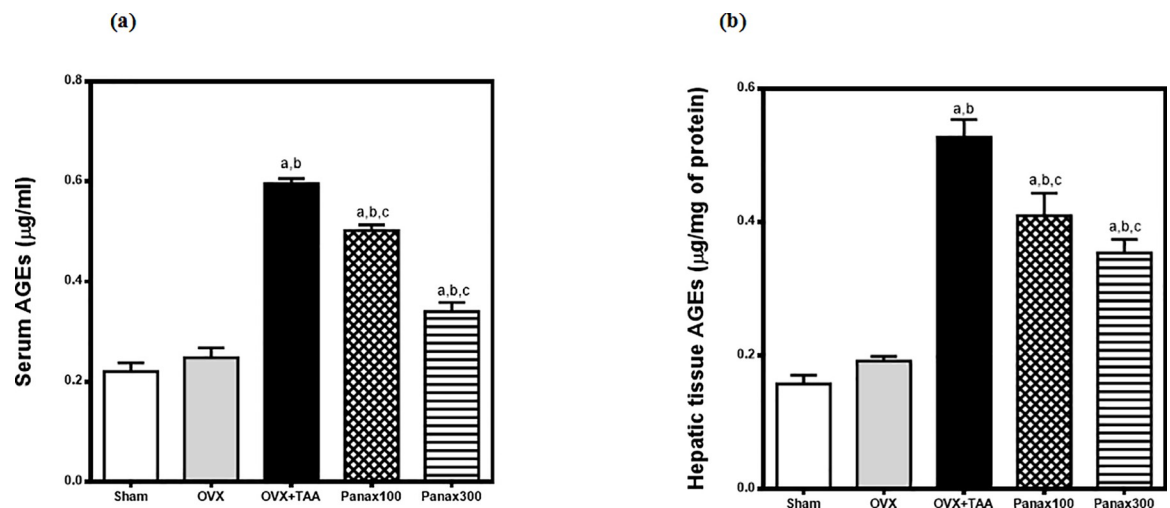 (a)
Serum AGEs (μg/ml)
0.8
0.6
0.4
0.2
0.0
a,b
a,b,c
a,b,c
Sham OVX OVX+TAA Panax100 Panax300
(b)
Hepatic tissue AGEs (μg/mg of protein)
0.6
0.4
0.2
0.0
a,b
a,b,c
a,b,c
Sham OVX OVX+TAA Panax100 Panax300